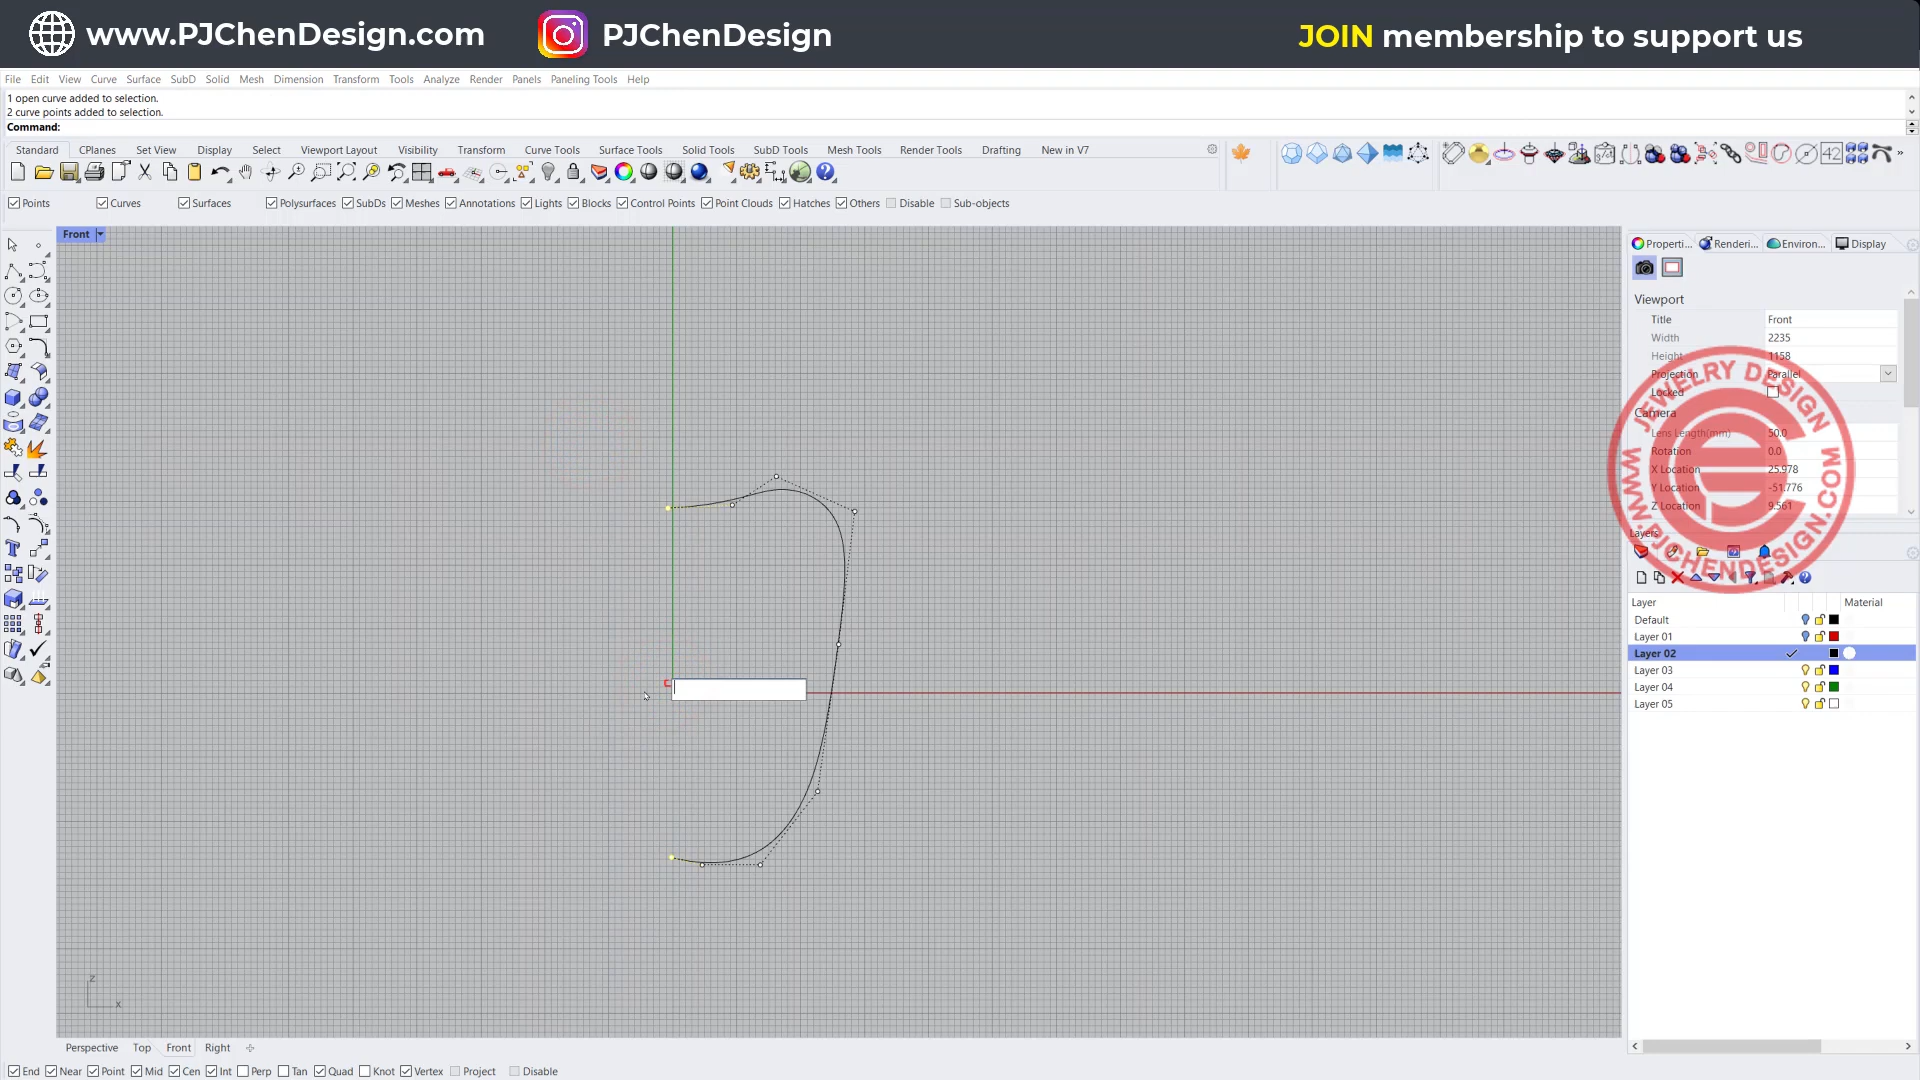 www.PJChenDesign.com PJChenDesign JOIN membership to support us
File Edit View Curve Surface SubD Solid Mesh Dimension Transform Tools Analyze Render Panels Paneling Tools Help
1 open curve added to selection.
2 curve points added to selection.
Command:
Standard CPlanes Set View Display Select Viewport Layout Visibility Transform Curve Tools Surface Tools Solid Tools SubD Tools Mesh Tools Render Tools Drafting New in V7
Points Curves Surfaces Polysurfaces SubDs Meshes Annotations Lights Blocks Control Points Point Clouds Hatches Others Disable Sub-objects
Front
Properti... Renderi... Environ... Display
Viewport
Title Front
Width 2235
Height 1158
Projection Parallel
Locked
Camera
Lens Length(mm) 50.0
Rotation 0.0
X Location 25.978
Y Location -51.776
Z Location 9.561
JEWELRY DESIGN
WWW.PJCHENDESIGN.COM
Layers
Layer Material
Default
Layer 01
Layer 02
Layer 03
Layer 04
Layer 05
z
x
Perspective Top Front Right
End Near Point Mid Cen Int Perp Tan Quad Knot Vertex Project Disable